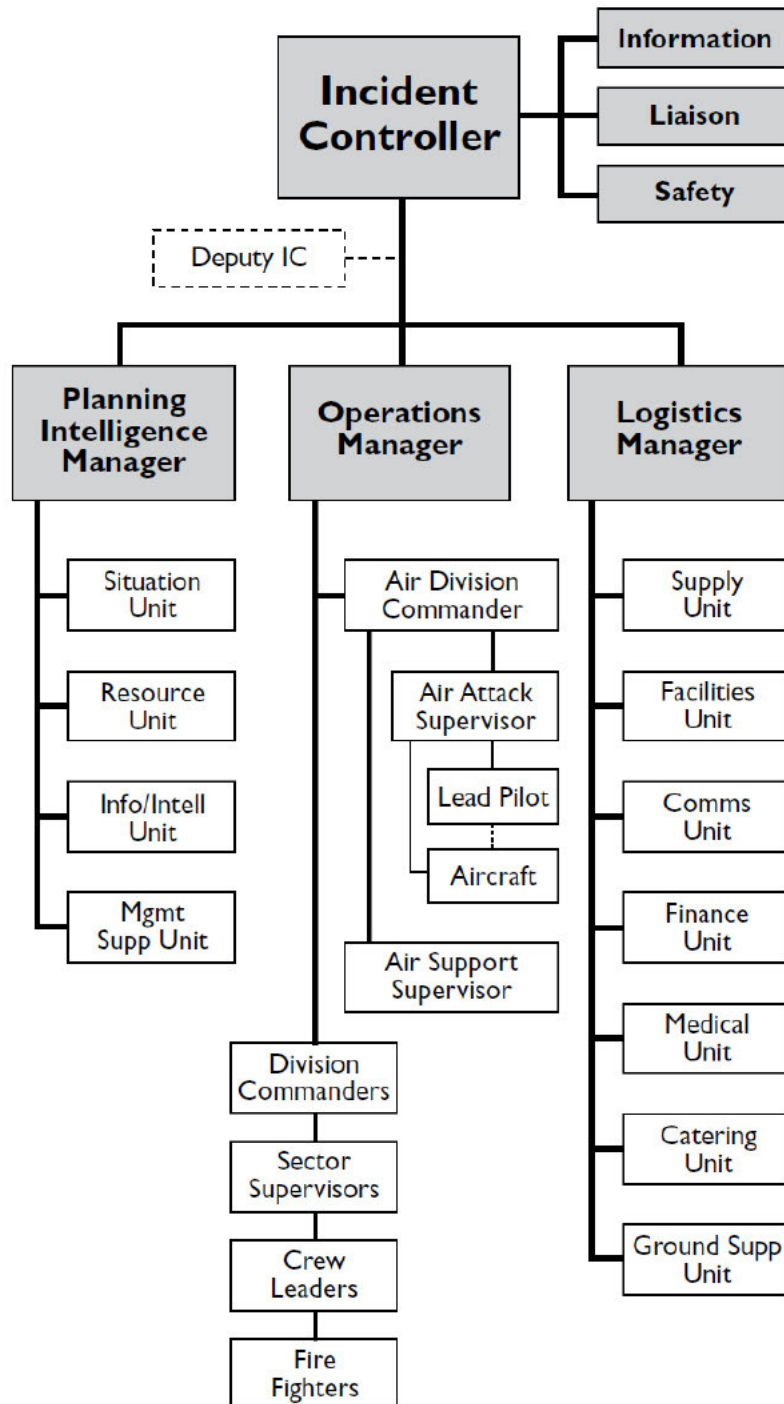 Incident
Controller
Information
Liaison
Safety
Deputy IC
Planning
Intelligence
Manager
Operations
Manager
Logistics
Manager
Situation
Unit
Resource
Unit
Info/Intell
Unit
Mgmt
Supp Unit
Air Division
Commander
Air Attack
Supervisor
Lead Pilot
Aircraft
Air Support
Supervisor
Division
Commanders
Sector
Supervisors
Crew
Leaders
Fire
Fighters
Supply
Unit
Facilities
Unit
Comms
Unit
Finance
Unit
Medical
Unit
Catering
Unit
Ground Supp
Unit